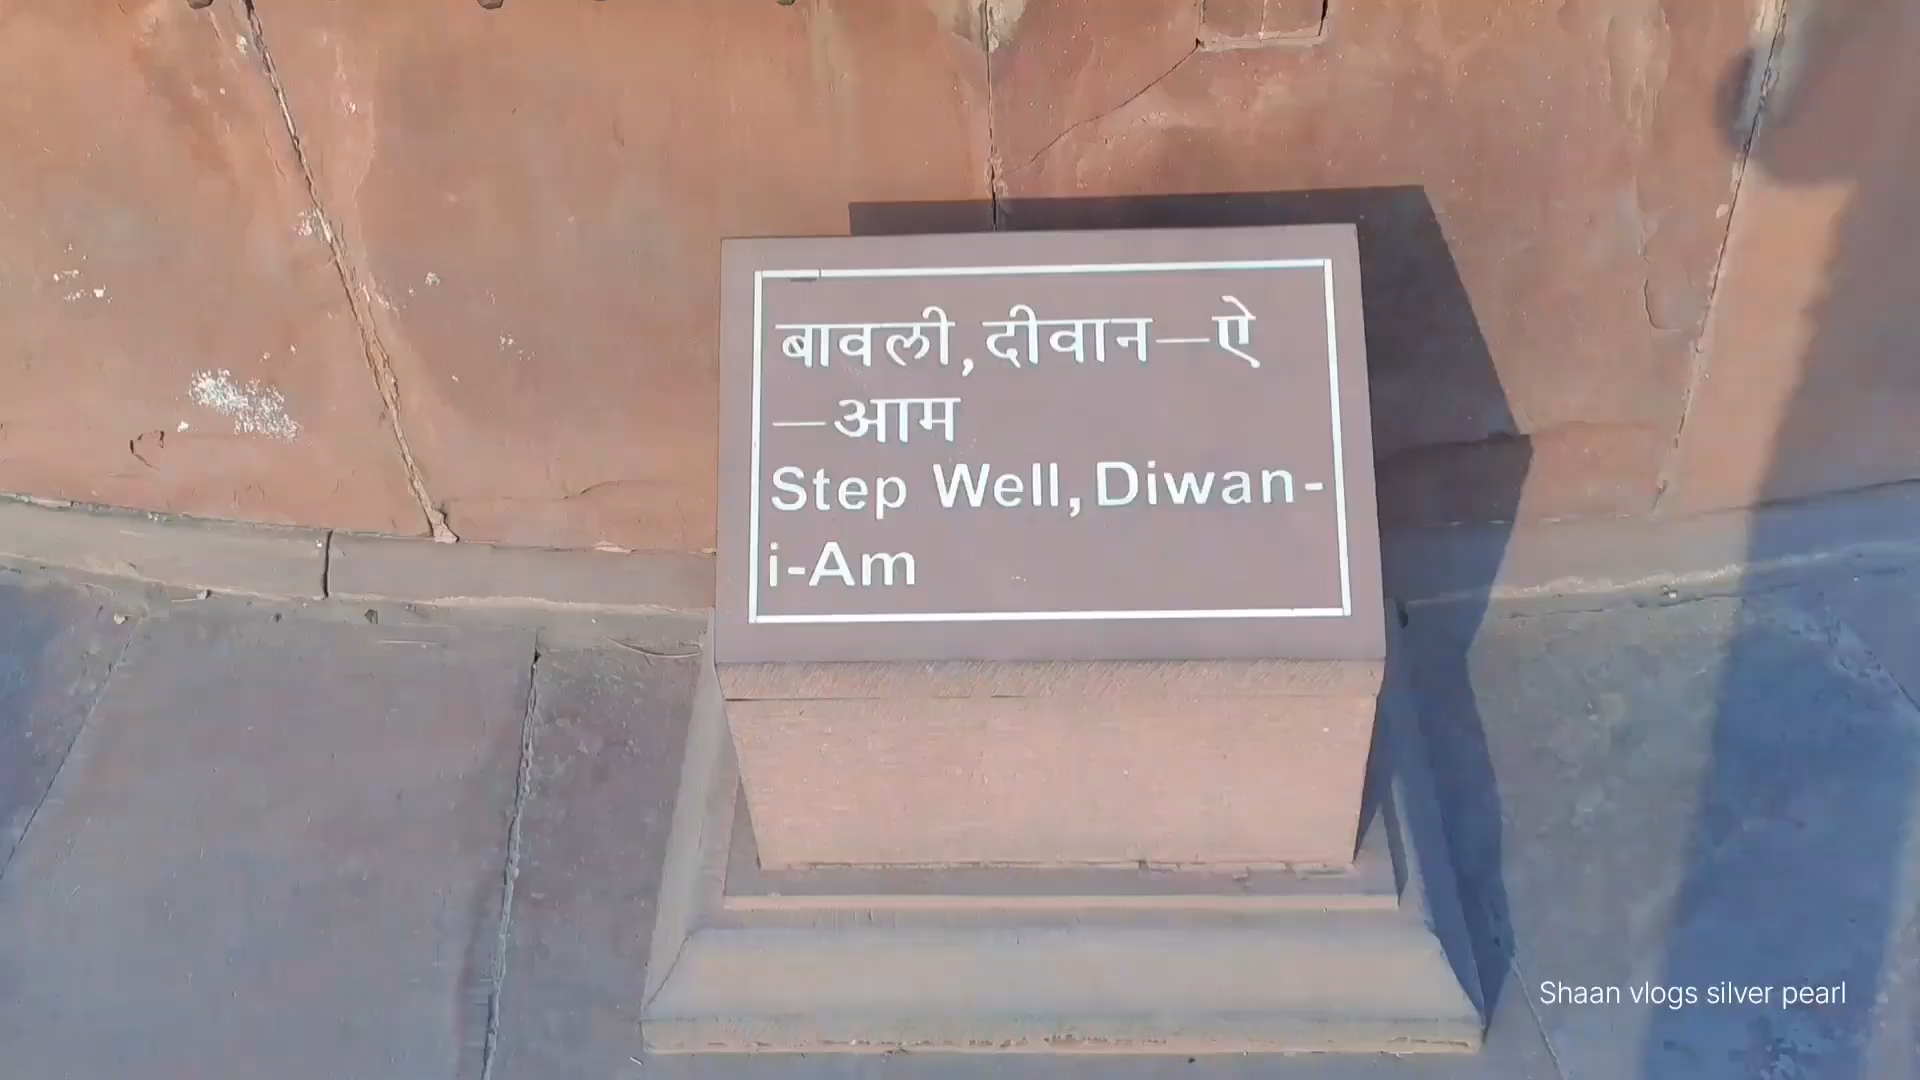 बावली, दीवान—ऐ
—आम
Step Well, Diwan-
i-Am
Shaan vlogs silver pearl